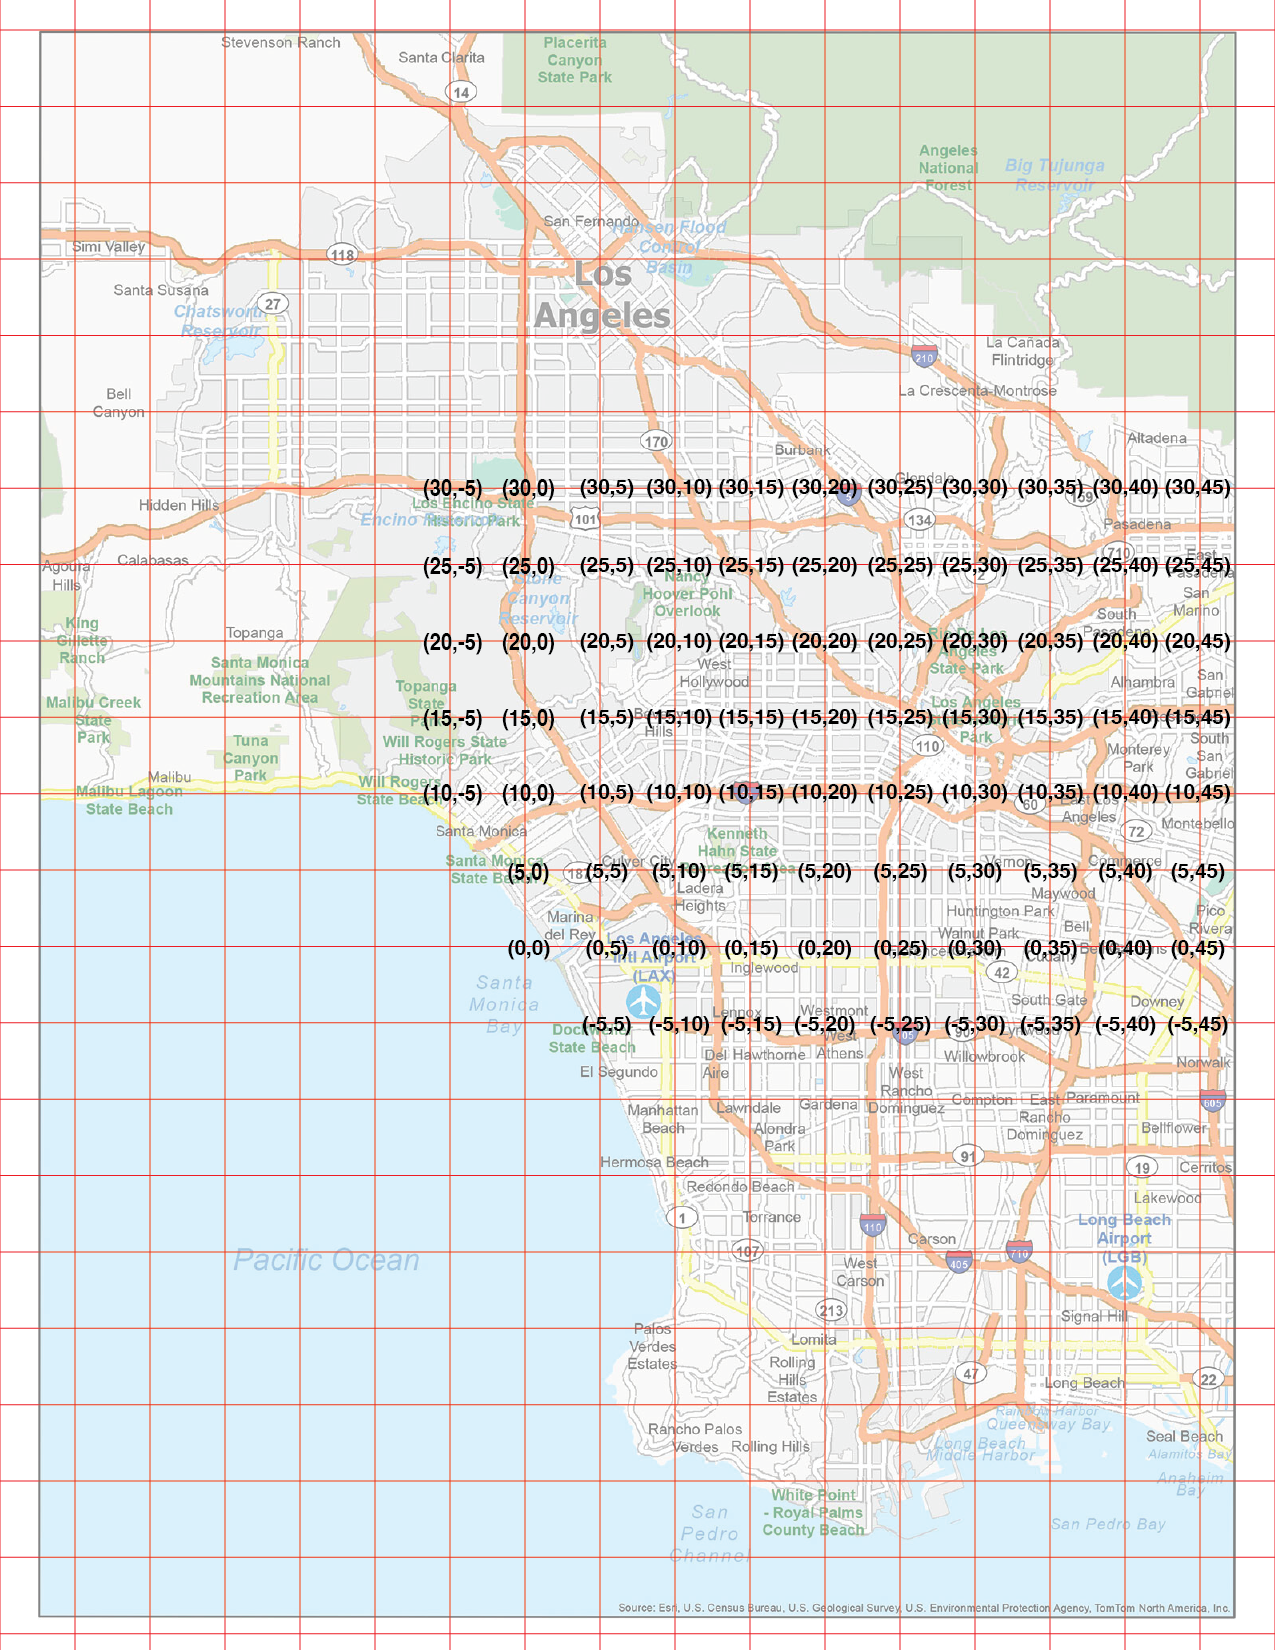 Stevenson Ranch
Santa Clarita
Placerita
Canyon
State Park
14
Angeles
National
Forest
Big Tujunga
Reservoir
San Fernando
Hansen Flood
Control
Basin
Simi Valley
118
Los
Angeles
Santa Susana
27
Chatsworth
Reservoir
La Cañada
Flintridge
210
La Crescenta-Montrose
Bell
Canyon
170
Burbank
Altadena
Glendale
(30,-5) (30,0) (30,5) (30,10) (30,15) (30,20) (30,25) (30,30) (30,35) (30,40) (30,45)
5
159
Hidden Hills
Los Encino State
Historic Park
Encino Reservoir
101
134
Pasadena
710
Calabasas
Agoura
Hills
East
Pasadena
(25,-5) (25,0) (25,5) (25,10) (25,15) (25,20) (25,25) (25,30) (25,35) (25,40) (25,45)
2
Stone
Canyon
Reservoir
Nancy
Hoover Pohl
Overlook
San
Marino
South
Pasadena
King
Gillette
Ranch
Topanga
(20,-5) (20,0) (20,5) (20,10) (20,15) (20,20) (20,25) (20,30) (20,35) (20,40) (20,45)
Rio De Los
Angeles
State Park
Santa Monica
Mountains National
Recreation Area
West
Hollywood
Alhambra
San
Gabriel
Malibu Creek
State
Park
Topanga
State
Park
Los Angeles
State Historic
Park
(15,-5) (15,0) (15,5) (15,10) (15,15) (15,20) (15,25) (15,30) (15,35) (15,40) (15,45)
Beverly
Hills
Tuna
Canyon
Park
Will Rogers State
Historic Park
110
Monterey
Park
South
San
Gabriel
Malibu
Malibu Lagoon
State Beach
Will Rogers
State Beach
(10,-5) (10,0) (10,5) (10,10) (10,15) (10,20) (10,25) (10,30) (10,35) (10,40) (10,45)
60
East Los
Angeles
Montebello
72
Santa Monica
Kenneth
Hahn State
Recreation Area
Santa Monica
State Beach
187
Culver City
Vernon
Commerce
(5,0) (5,5) (5,10) (5,15) (5,20) (5,25) (5,30) (5,35) (5,40) (5,45)
Ladera
Heights
Maywood
Huntington Park
Bell
Pico
Rivera
Marina
del Rey
Walnut Park
Florence-Graham
Bell Gardens
Cudahy
Los Angeles
Intl Airport
(LAX)
(0,0) (0,5) (0,10) (0,15) (0,20) (0,25) (0,30) (0,35) (0,40) (0,45)
Inglewood
42
Santa
Monica
Bay
South Gate
Downey
Lennox
Westmont
(-5,5) (-5,10) (-5,15) (-5,20) (-5,25) (-5,30) (-5,35) (-5,40) (-5,45)
Dockweiler
State Beach
West
Athens
105
90
Lynwood
Del
Aire
Hawthorne
Willowbrook
Norwalk
El Segundo
West
Rancho
Dominguez
Manhattan
Beach
Lawndale
Gardena
Compton
East
Rancho
Dominguez
Paramount
605
Alondra
Park
Bellflower
Hermosa Beach
91
19
Cerritos
Redondo Beach
Lakewood
1
Torrance
110
Long Beach
Airport
(LGB)
Carson
107
405
710
Pacific Ocean
West
Carson
213
Signal Hill
Palos
Verdes
Estates
Lomita
Rolling
Hills
Estates
47
Long Beach
22
Rainbow Harbor
Queensway Bay
Rancho Palos
Verdes
Rolling Hills
Long Beach
Middle Harbor
Seal Beach
Alamitos Bay
Anaheim
Bay
White Point
- Royal Palms
County Beach
San
Pedro
Channel
San Pedro Bay
Source: Esri, U.S. Census Bureau, U.S. Geological Survey, U.S. Environmental Protection Agency, TomTom North America, Inc.